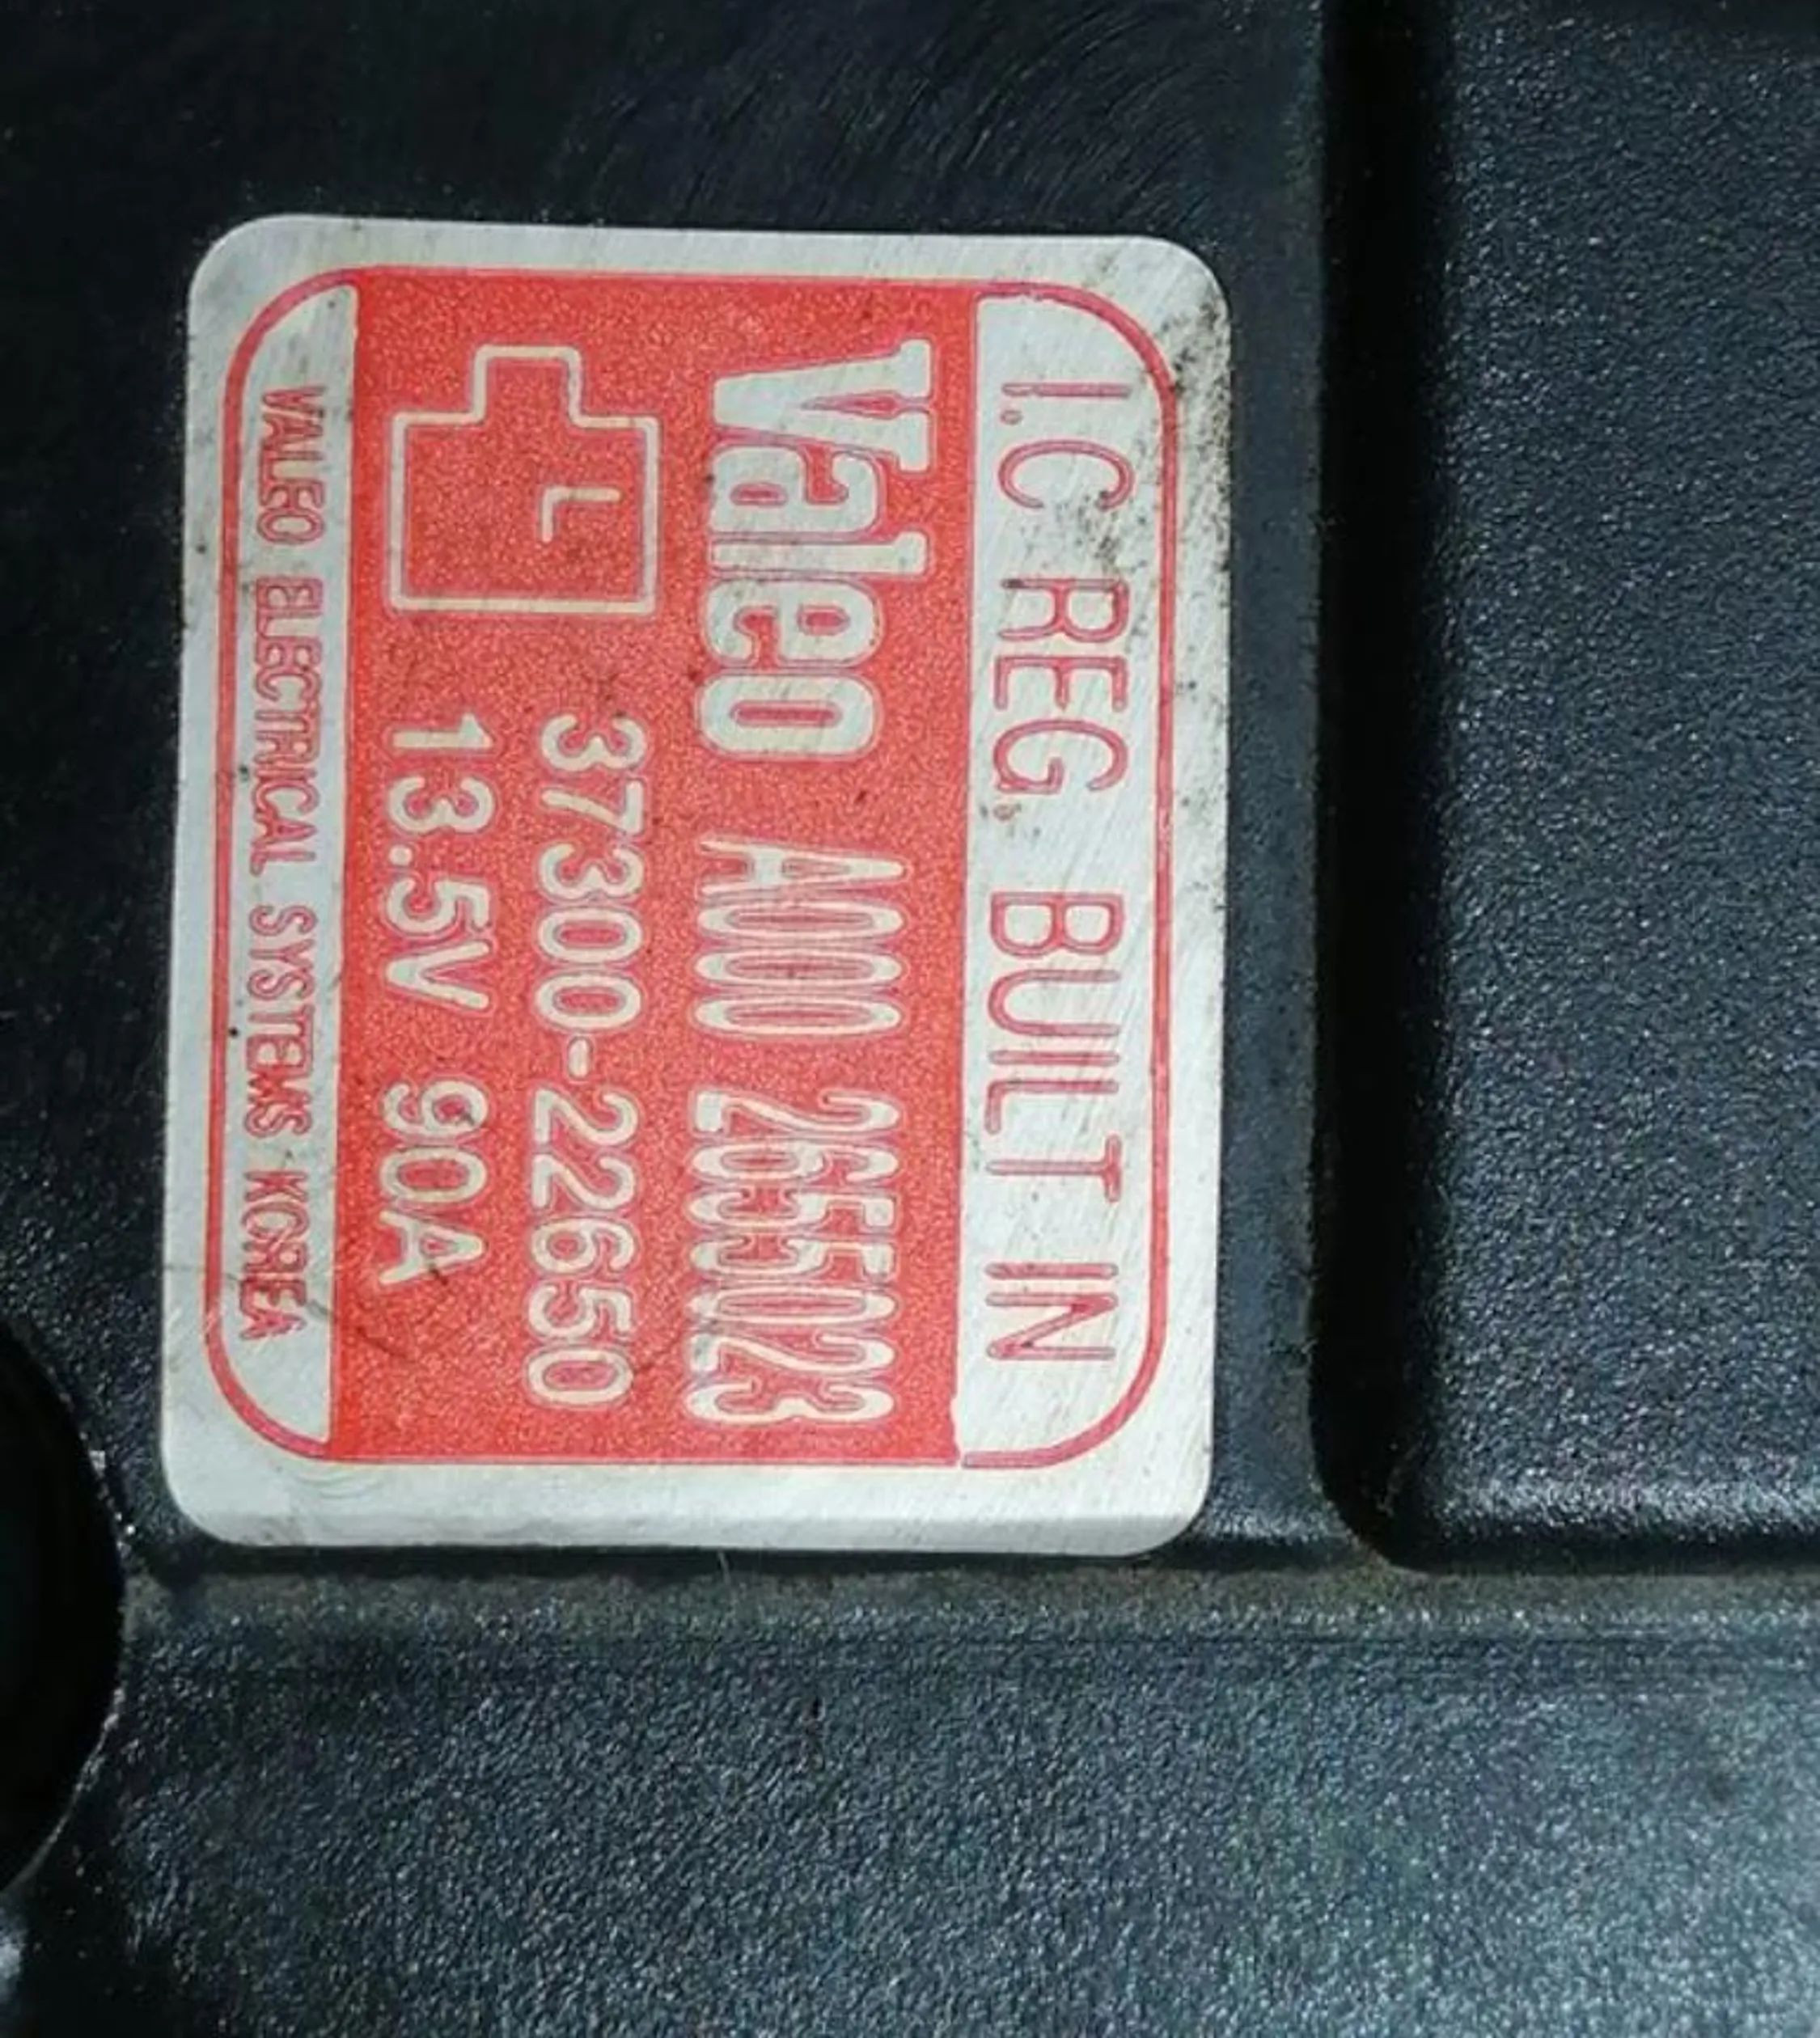 I.C REG. BUILT IN
Valeo A000 2655023
L
37300-22650
13.5V 90A
VALEO ELECTRICAL SYSTEMS KOREA